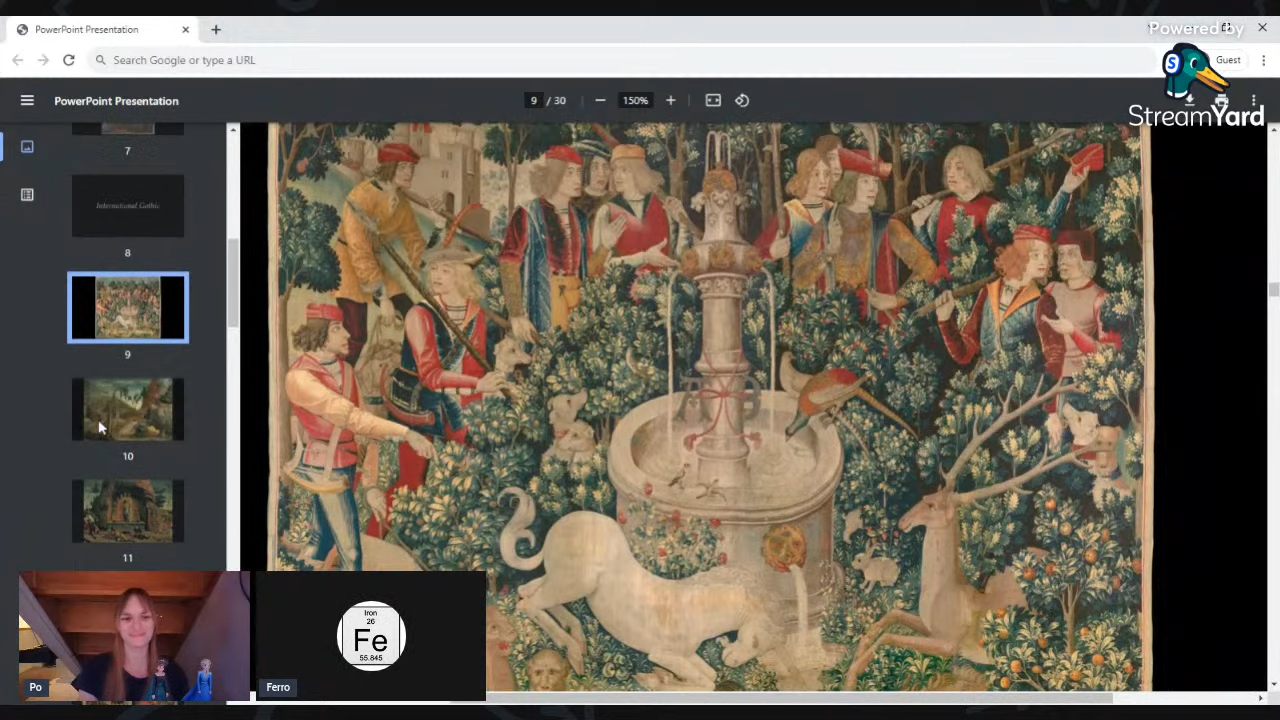 PowerPoint Presentation
Powered by
Search Google or type a URL
Guest
StreamYard
S
PowerPoint Presentation
9 / 30
150%
7
International Gothic
8
9
10
11
Iron
26
Fe
55.845
Po
Ferro